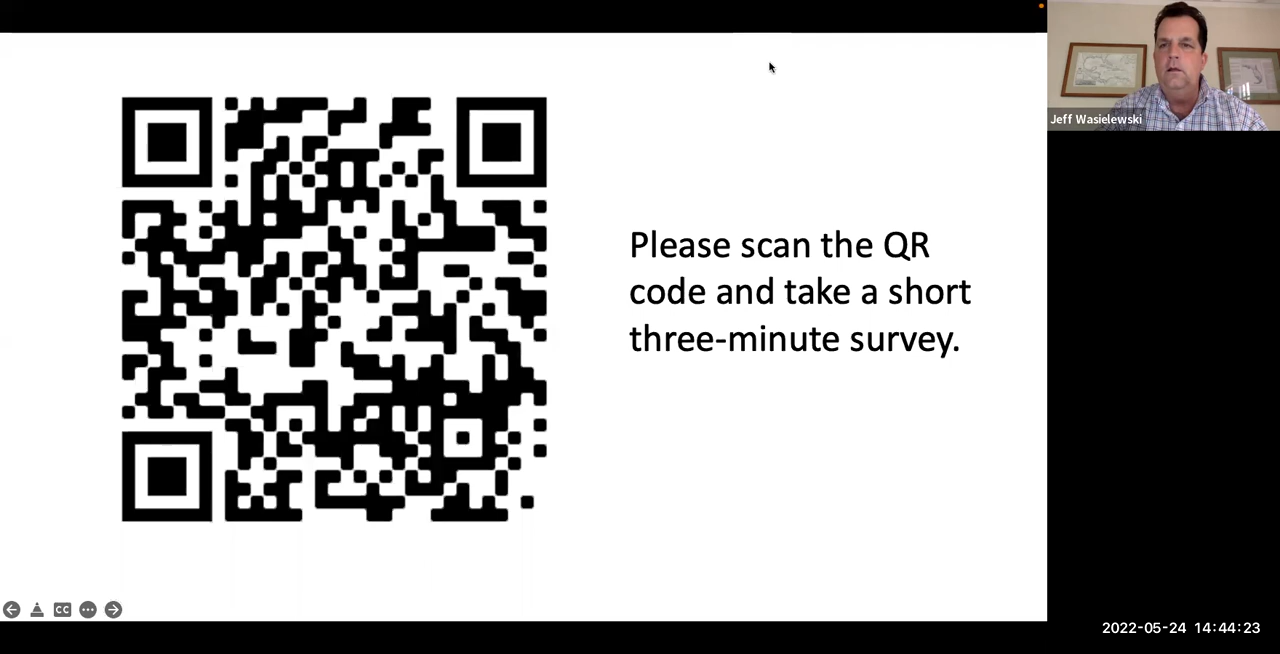 Jeff Wasielewski
Please scan the QR
code and take a short
three-minute survey.
CC
2022-05-24 14:44:23